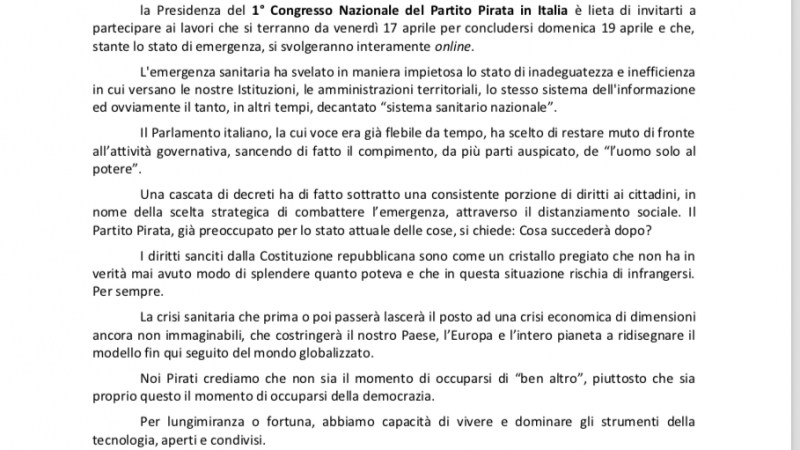 la Presidenza del 1° Congresso Nazionale del Partito Pirata in Italia è lieta di invitarti a
partecipare ai lavori che si terranno da venerdì 17 aprile per concludersi domenica 19 aprile e che,
stante lo stato di emergenza, si svolgeranno interamente online.
L'emergenza sanitaria ha svelato in maniera impietosa lo stato di inadeguatezza e inefficienza
in cui versano le nostre Istituzioni, le amministrazioni territoriali, lo stesso sistema dell'informazione
ed ovviamente il tanto, in altri tempi, decantato “sistema sanitario nazionale”.
Il Parlamento italiano, la cui voce era già flebile da tempo, ha scelto di restare muto di fronte
all’attività governativa, sancendo di fatto il compimento, da più parti auspicato, de “l’uomo solo al
potere”.
Una cascata di decreti ha di fatto sottratto una consistente porzione di diritti ai cittadini, in
nome della scelta strategica di combattere l’emergenza, attraverso il distanziamento sociale. Il
Partito Pirata, già preoccupato per lo stato attuale delle cose, si chiede: Cosa succederà dopo?
I diritti sanciti dalla Costituzione repubblicana sono come un cristallo pregiato che non ha in
verità mai avuto modo di splendere quanto poteva e che in questa situazione rischia di infrangersi.
Per sempre.
La crisi sanitaria che prima o poi passerà lascerà il posto ad una crisi economica di dimensioni
ancora non immaginabili, che costringerà il nostro Paese, l’Europa e l’intero pianeta a ridisegnare il
modello fin qui seguito del mondo globalizzato.
Noi Pirati crediamo che non sia il momento di occuparsi di “ben altro”, piuttosto che sia
proprio questo il momento di occuparsi della democrazia.
Per lungimiranza o fortuna, abbiamo capacità di vivere e dominare gli strumenti della
tecnologia, aperti e condivisi.